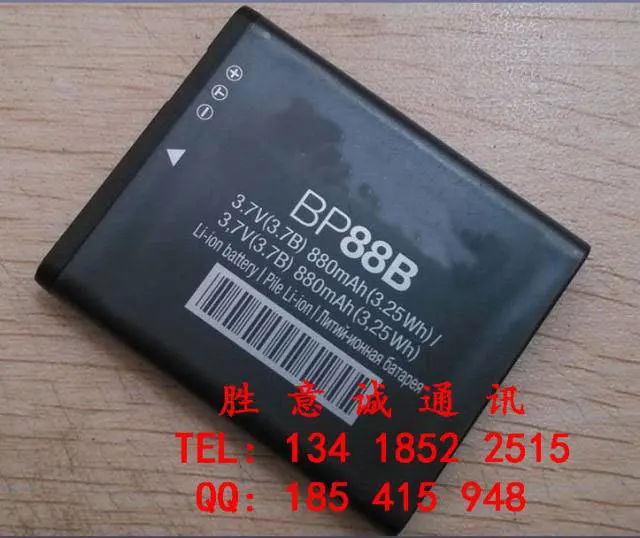 +
T
−
BP88B
3.7V(3.7B) 880mAh(3.25Wh)/
3,7V(3.7B) 880mAh(3,25Wh)
Li-ion battery | Pile Li-ion | Литий-ионная батарея
胜意诚通讯
TEL: 134 1852 2515
QQ: 185 415 948